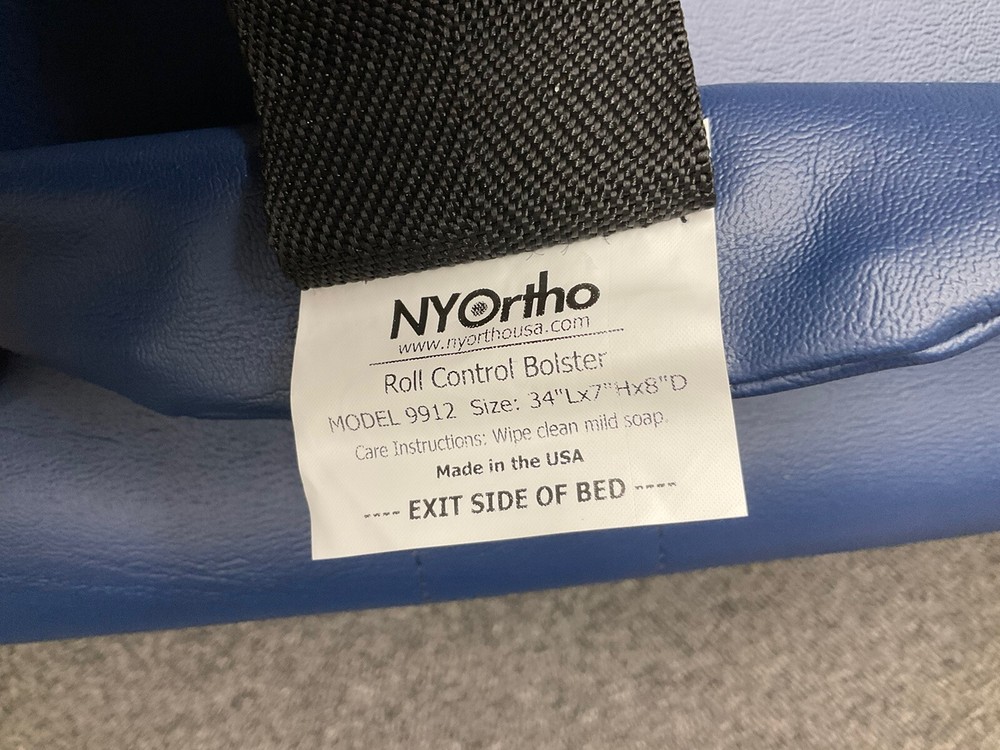 NYOrtho
www.nyorthousa.com
Roll Control Bolster
MODEL 9912 Size: 34"Lx7"Hx8"D
Care Instructions: Wipe clean mild soap.
Made in the USA
---- EXIT SIDE OF BED ----